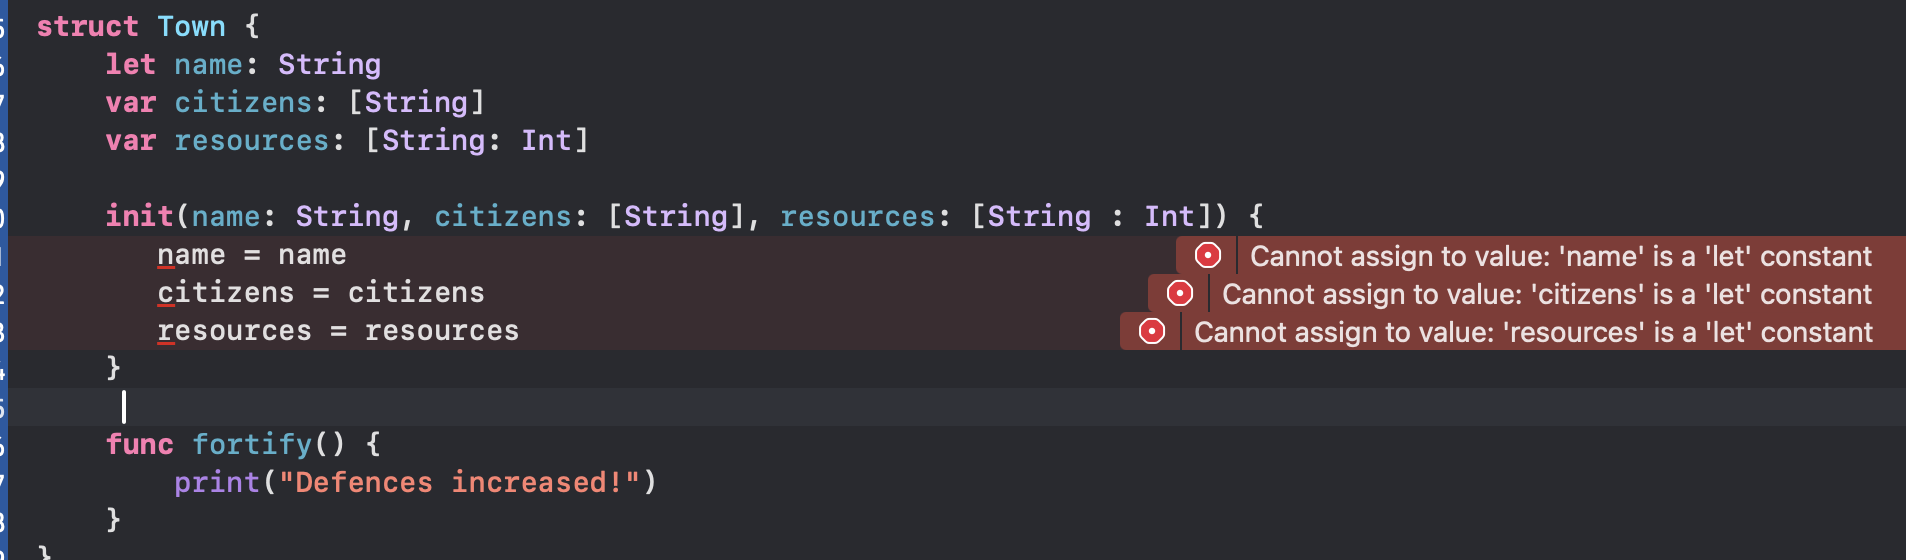 struct Town {
let name: String
var citizens: [String]
var resources: [String: Int]
init(name: String, citizens: [String], resources: [String : Int]) {
name = name Cannot assign to value: 'name' is a 'let' constant
citizens = citizens Cannot assign to value: 'citizens' is a 'let' constant
resources = resources Cannot assign to value: 'resources' is a 'let' constant
}
func fortify() {
print("Defences increased!")
}
}